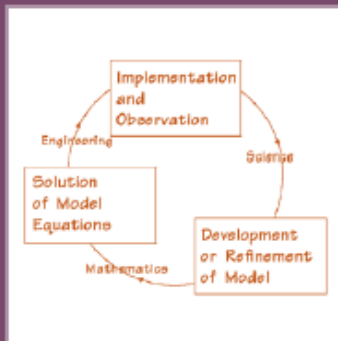 Implementation
and
Observation
Engineering
Science
Solution
of Model
Equations
Development
or Refinement
of Model
Mathematics